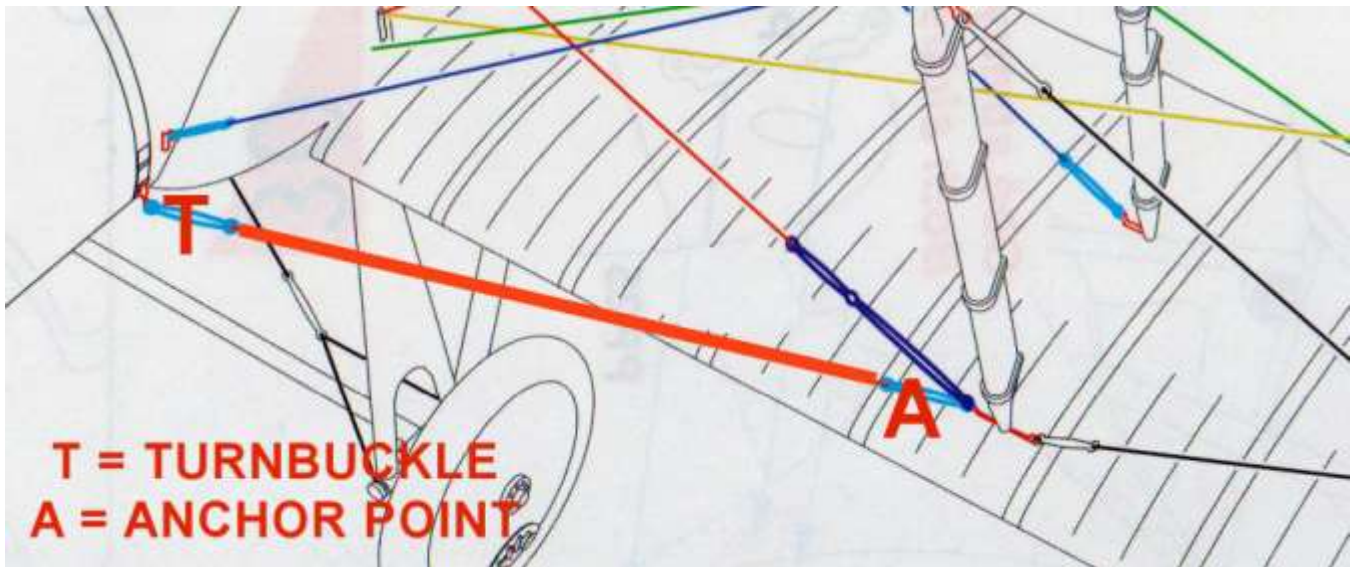 T
A
T = TURNBUCKLE
A = ANCHOR POINT